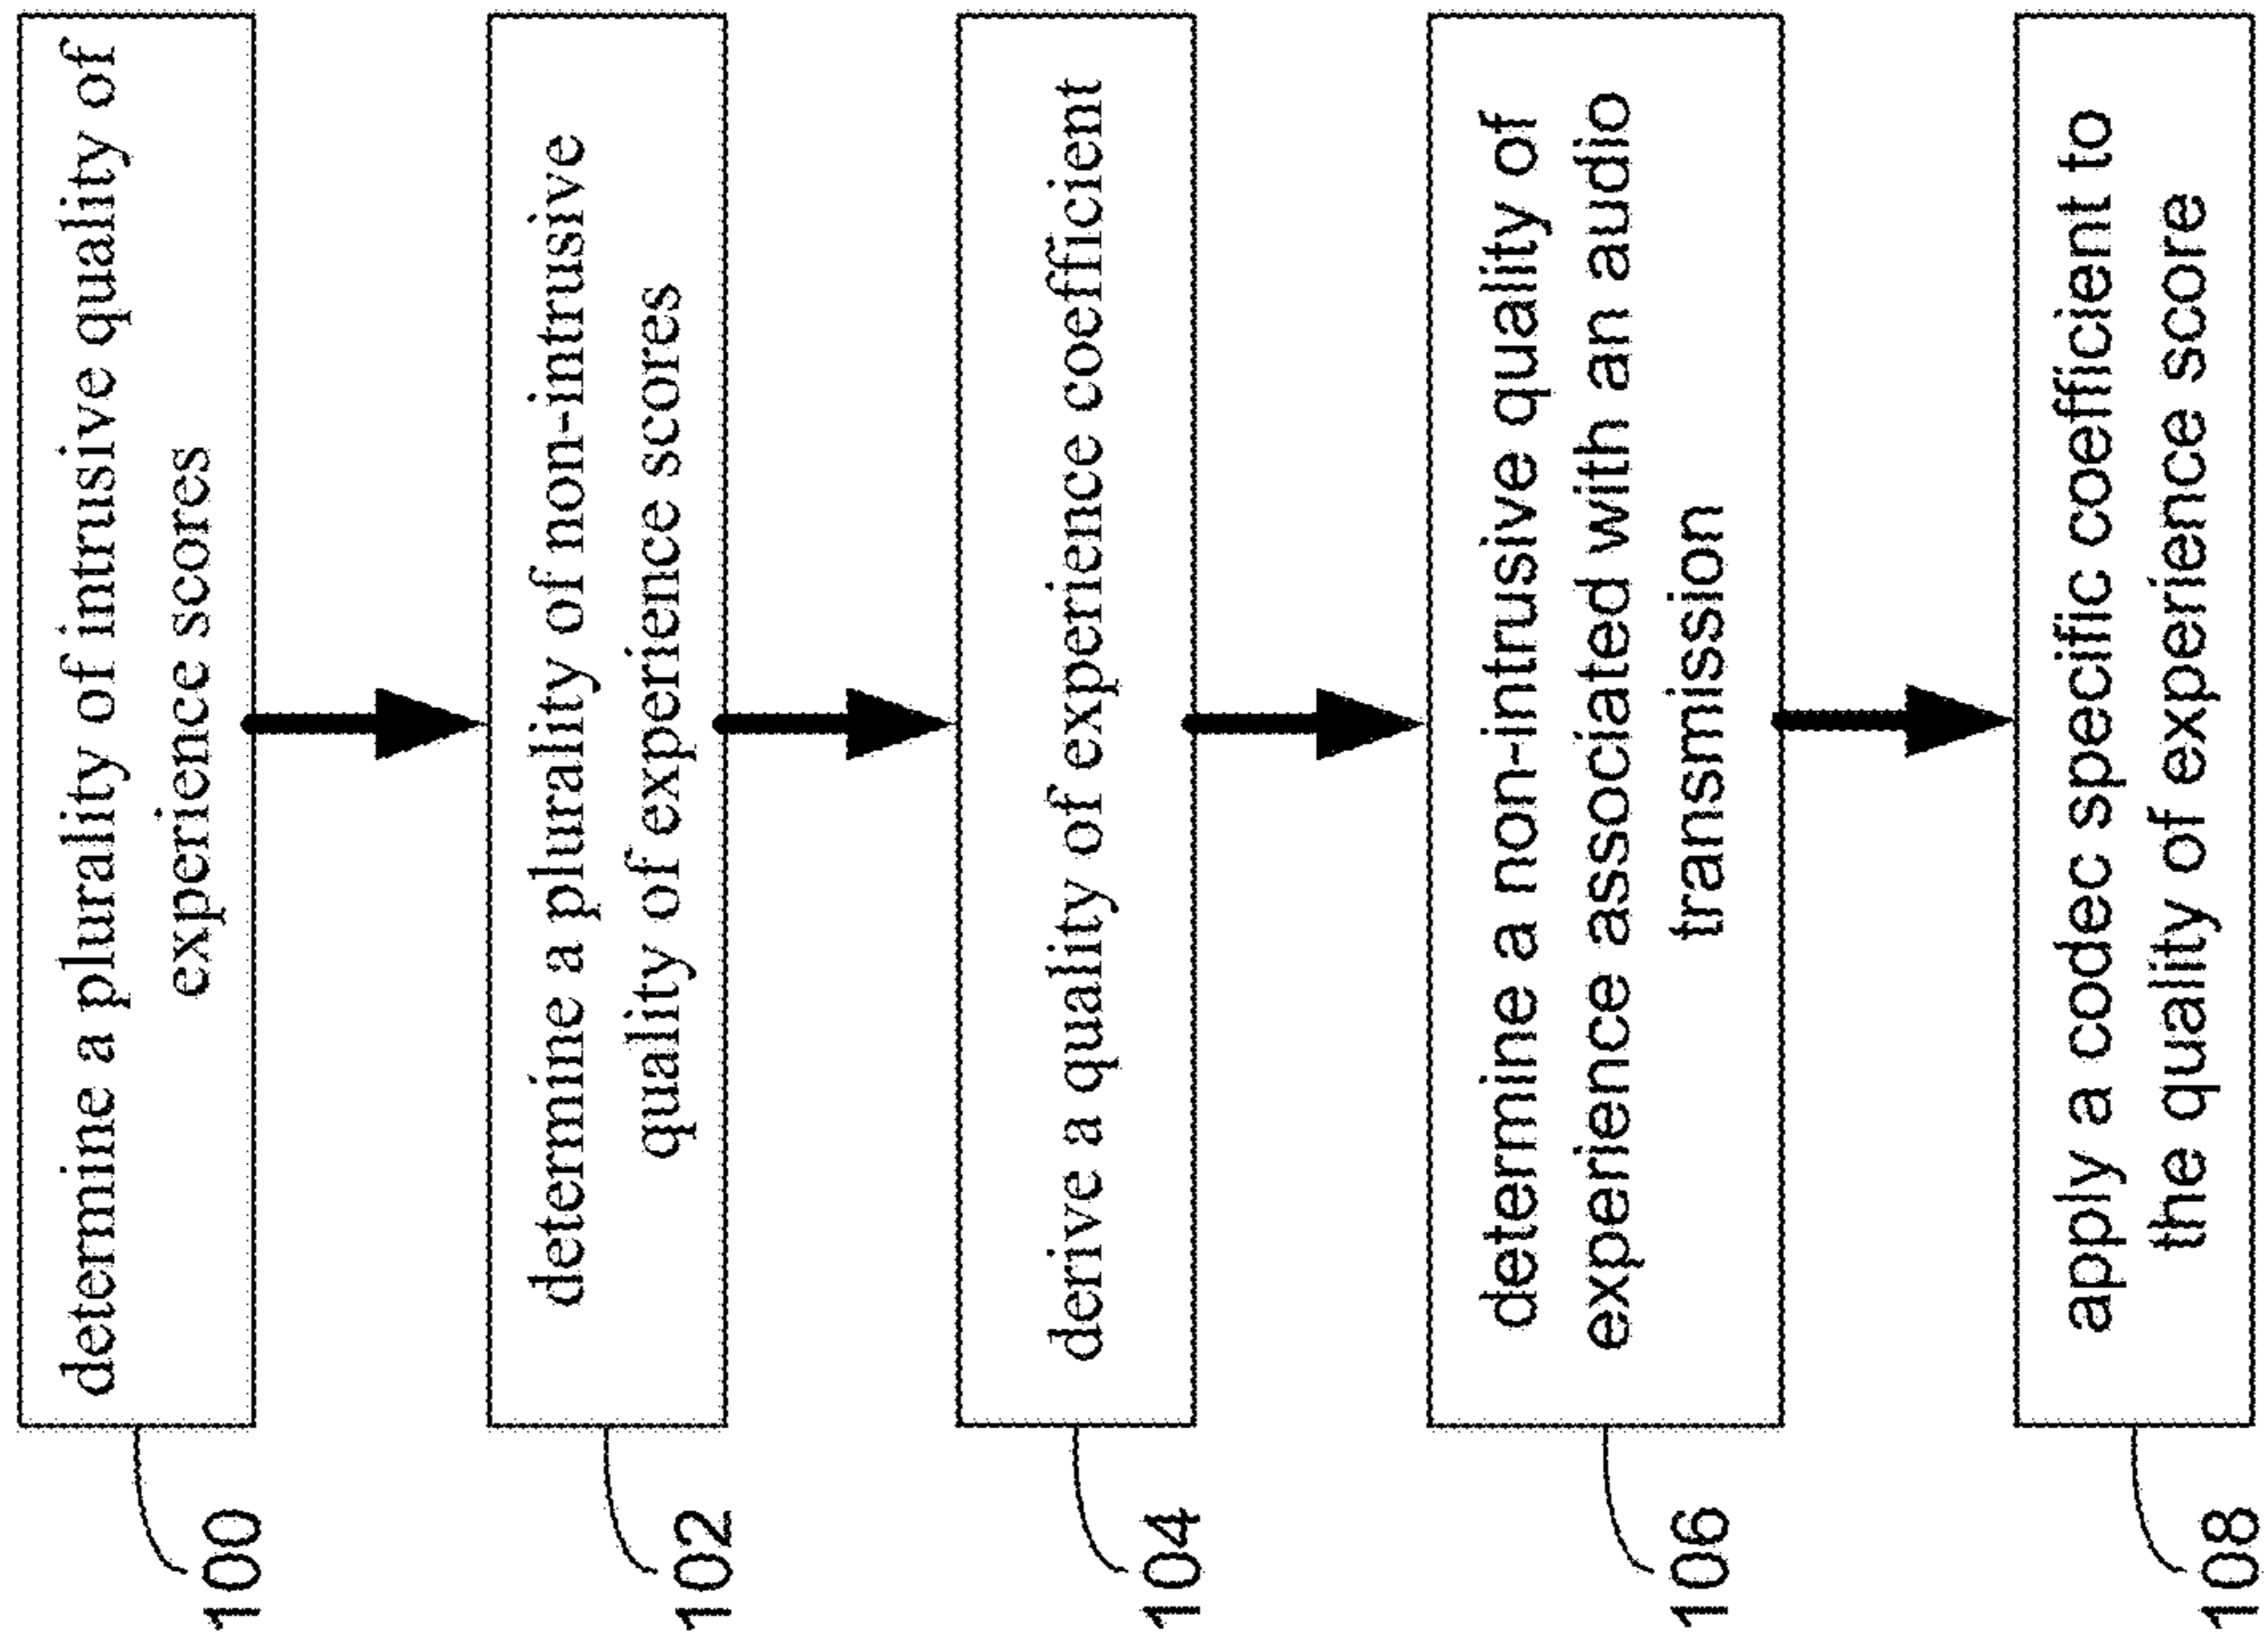 determine a plurality of intrusive quality of
experience scores
100
determine a plurality of non-intrusive
quality of experience scores
102
derive a quality of experience coefficient
104
determine a non-intrusive quality of
experience associated with an audio
transmission
106
apply a codec specific coefficient to
the quality of experience score
108